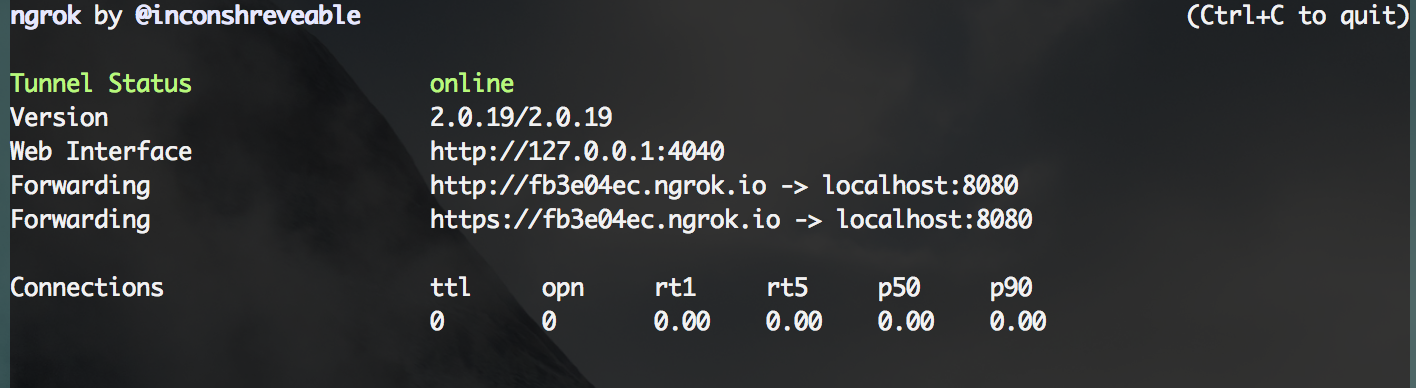 ngrok by @inconshreveable (Ctrl+C to quit)
Tunnel Status online
Version 2.0.19/2.0.19
Web Interface http://127.0.0.1:4040
Forwarding http://fb3e04ec.ngrok.io -> localhost:8080
Forwarding https://fb3e04ec.ngrok.io -> localhost:8080
Connections ttl opn rt1 rt5 p50 p90
0 0 0.00 0.00 0.00 0.00